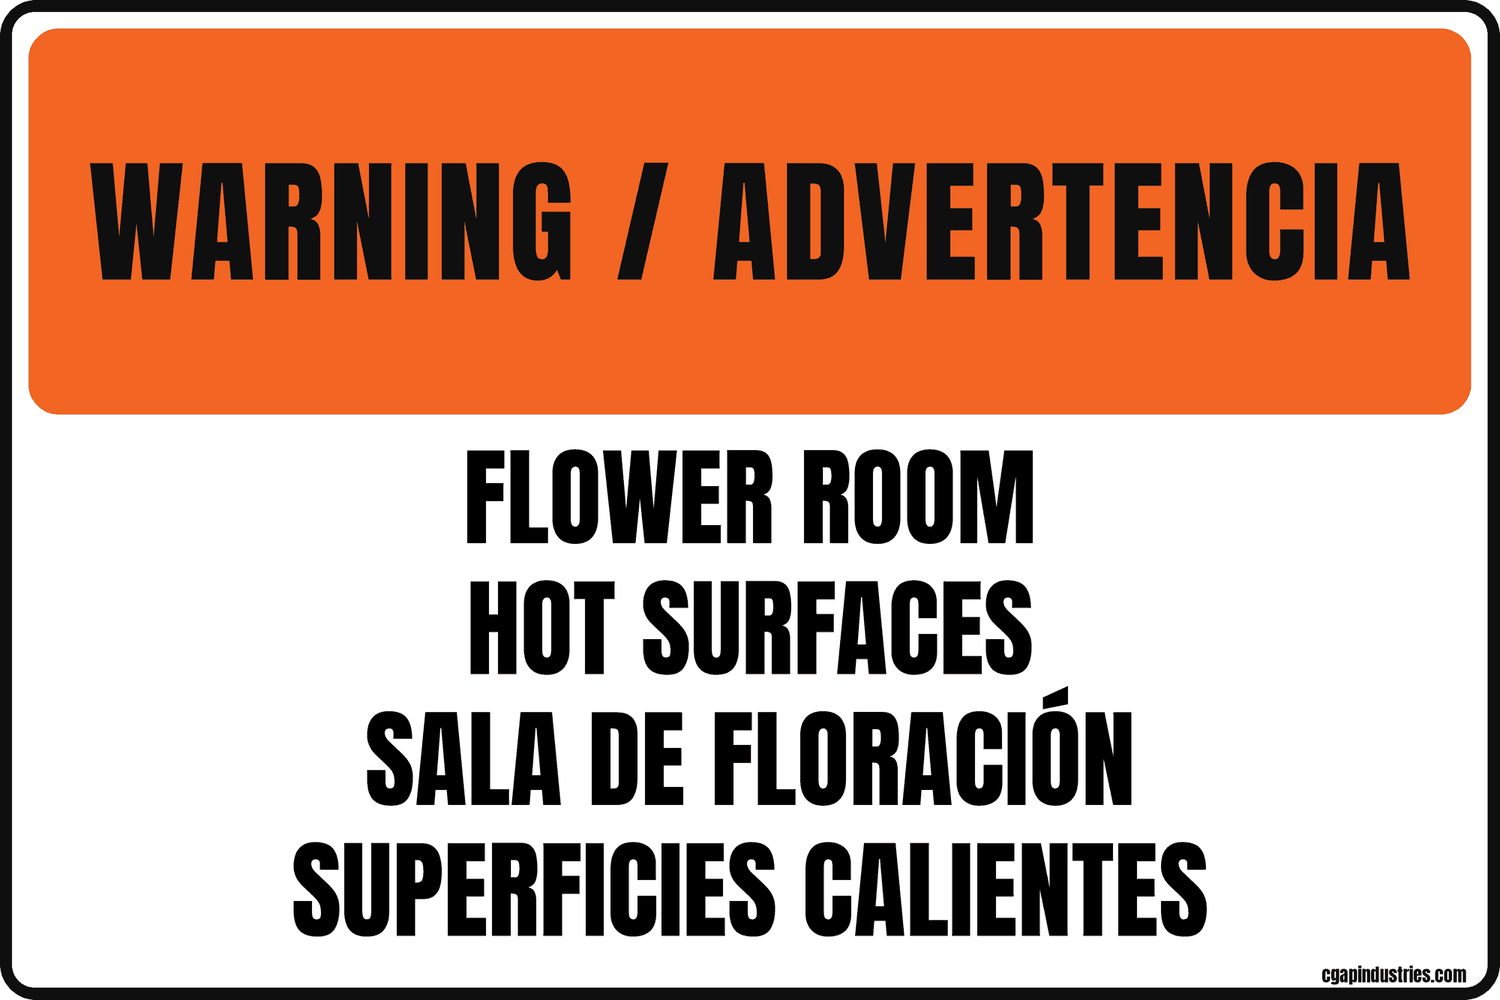 WARNING / ADVERTENCIA
FLOWER ROOM
HOT SURFACES
SALA DE FLORACIÓN
SUPERFICIES CALIENTES
cgapindustries.com